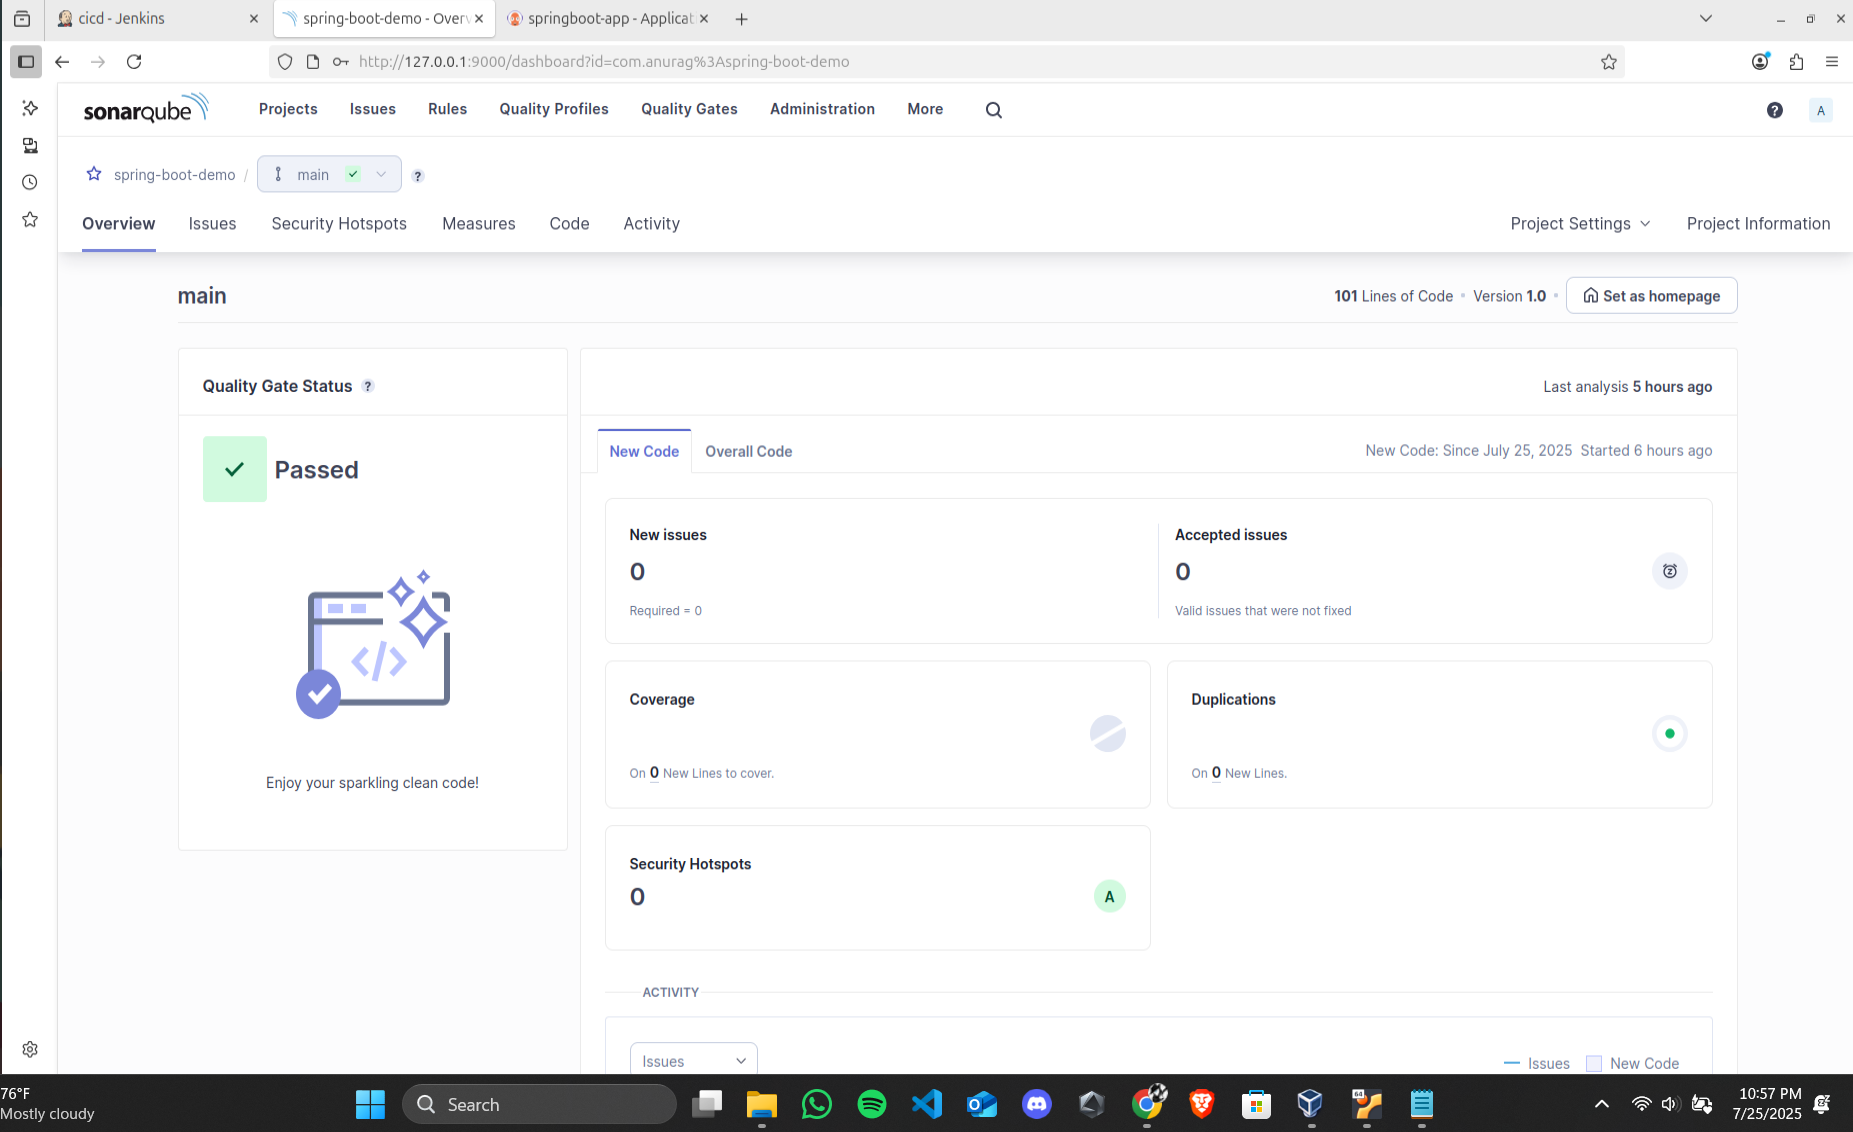 cicd - Jenkins
spring-boot-demo - Overv
springboot-app - Applicat
http://127.0.0.1:9000/dashboard?id=com.anurag%3Aspring-boot-demo
sonarqube
Projects Issues Rules Quality Profiles Quality Gates Administration More
? A
spring-boot-demo / main ?
Overview Issues Security Hotspots Measures Code Activity Project Settings Project Information
main
101 Lines of Code • Version 1.0 • Set as homepage
Quality Gate Status ?
Passed
</>
Enjoy your sparkling clean code!
Last analysis 5 hours ago
New Code Overall Code
New Code: Since July 25, 2025 Started 6 hours ago
New issues
0
Required = 0
Accepted issues
0
Valid issues that were not fixed
Coverage
On 0 New Lines to cover.
Duplications
On 0 New Lines.
Security Hotspots
0
A
ACTIVITY
Issues
Issues New Code
76°F
Mostly cloudy
Search
64
10:57 PM
7/25/2025